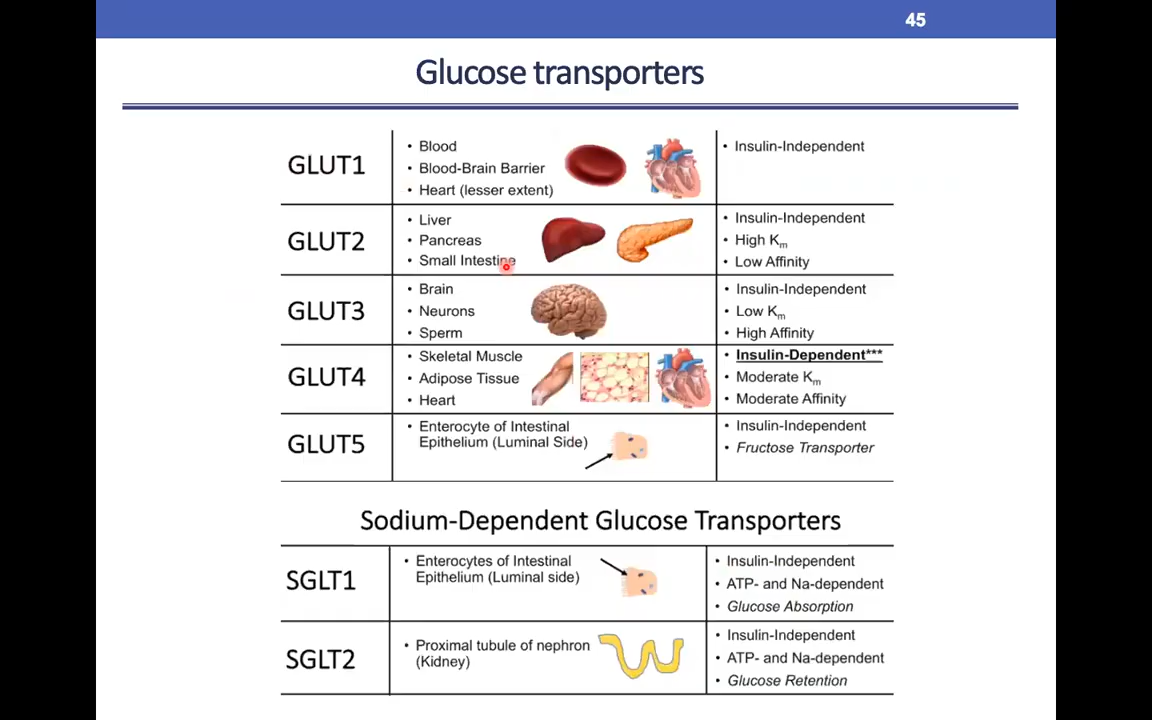 45
Glucose transporters
GLUT1
• Blood
• Blood-Brain Barrier
• Heart (lesser extent)
• Insulin-Independent
GLUT2
• Liver
• Pancreas
• Small Intestine
• Insulin-Independent
• High Km
• Low Affinity
GLUT3
• Brain
• Neurons
• Sperm
• Insulin-Independent
• Low Km
• High Affinity
GLUT4
• Skeletal Muscle
• Adipose Tissue
• Heart
• Insulin-Dependent***
• Moderate Km
• Moderate Affinity
GLUT5
• Enterocyte of Intestinal
Epithelium (Luminal Side)
• Insulin-Independent
• Fructose Transporter
Sodium-Dependent Glucose Transporters
SGLT1
• Enterocytes of Intestinal
Epithelium (Luminal side)
• Insulin-Independent
• ATP- and Na-dependent
• Glucose Absorption
SGLT2
• Proximal tubule of nephron
(Kidney)
• Insulin-Independent
• ATP- and Na-dependent
• Glucose Retention